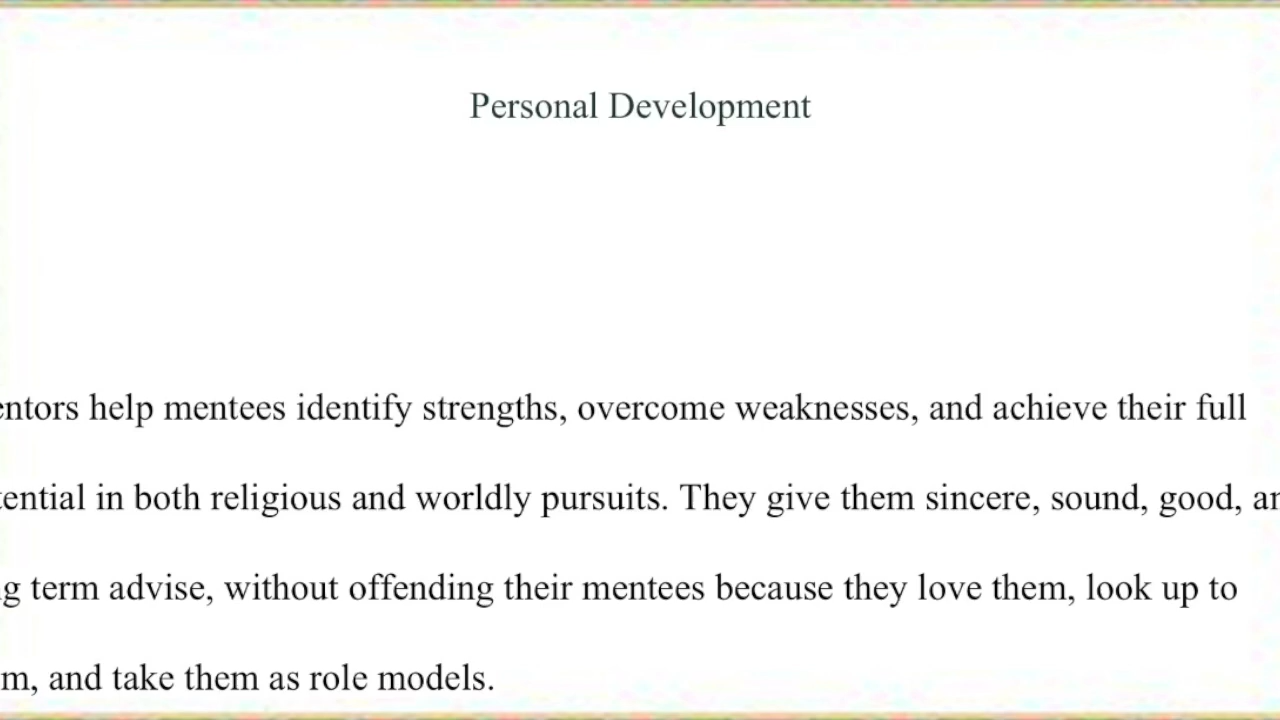 Personal Development
entors help mentees identify strengths, overcome weaknesses, and achieve their full
tential in both religious and worldly pursuits. They give them sincere, sound, good, an
g term advise, without offending their mentees because they love them, look up to
m, and take them as role models.